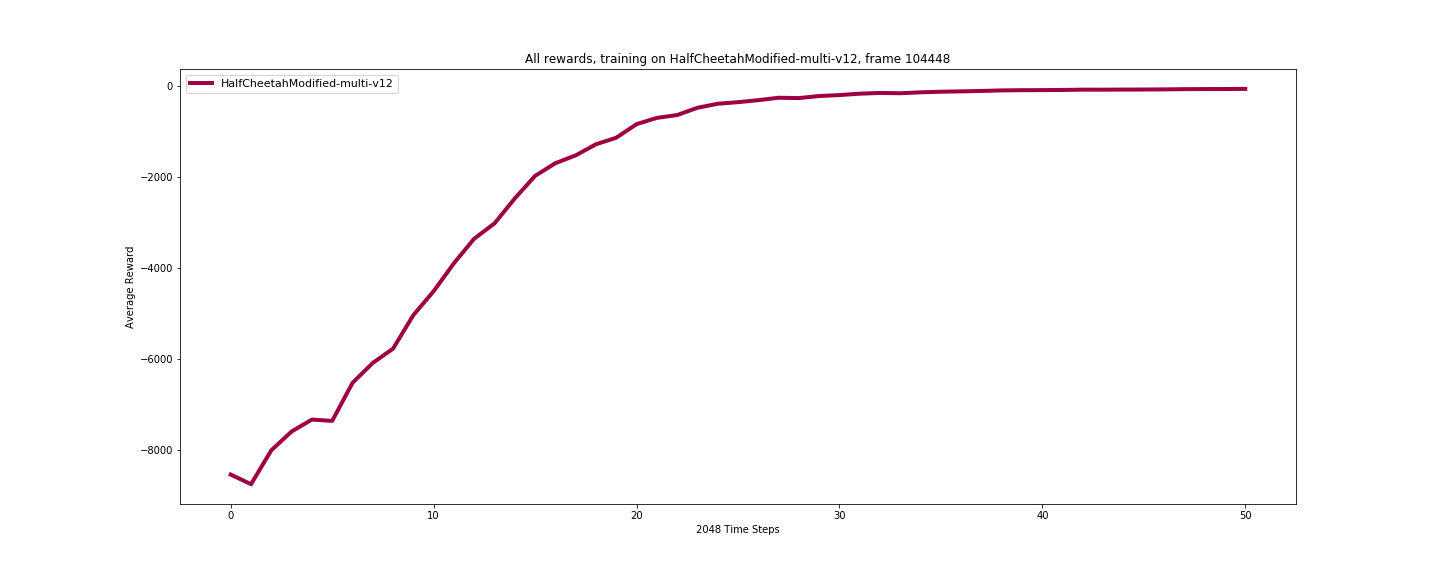 All rewards, training on HalfCheetahModified-multi-v12, frame 104448
HalfCheetahModified-multi-v12
0
−2000
−4000
−6000
−8000
Average Reward
0 10 20 30 40 50
2048 Time Steps